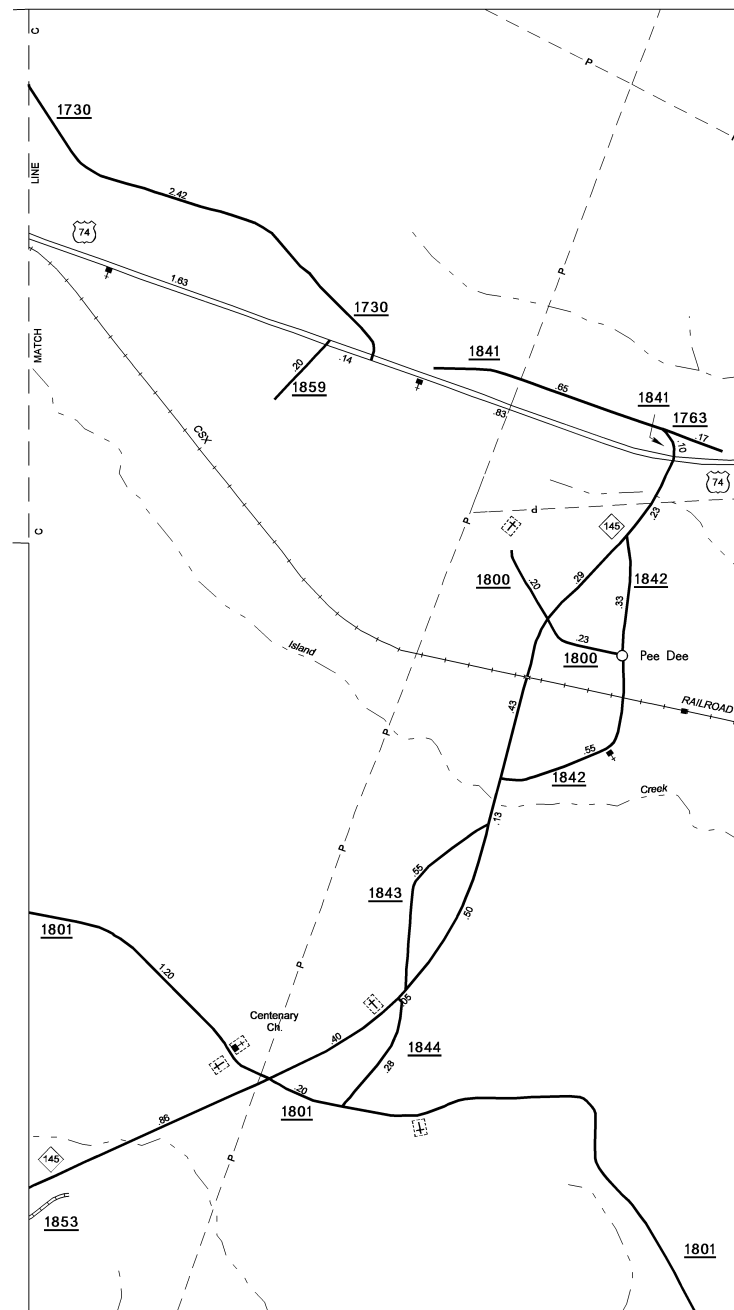 C
P
P
1730
LINE
2.42
74
P
1.63
1730
MATCH
.14
1841
.20
1859
.65
.83
1841
1763
.17
.10
CSX
74
P
P
.23
145
C
.29
1842
1800
.20
.33
.23
1800
Pee Dee
Island
RAILROAD
.43
P
.55
1842
Creek
.13
P
.55
1843
.50
1801
1.20
P
.05
Centenary
Ch.
.40
1844
.28
.20
1801
.86
145
P
1853
1801